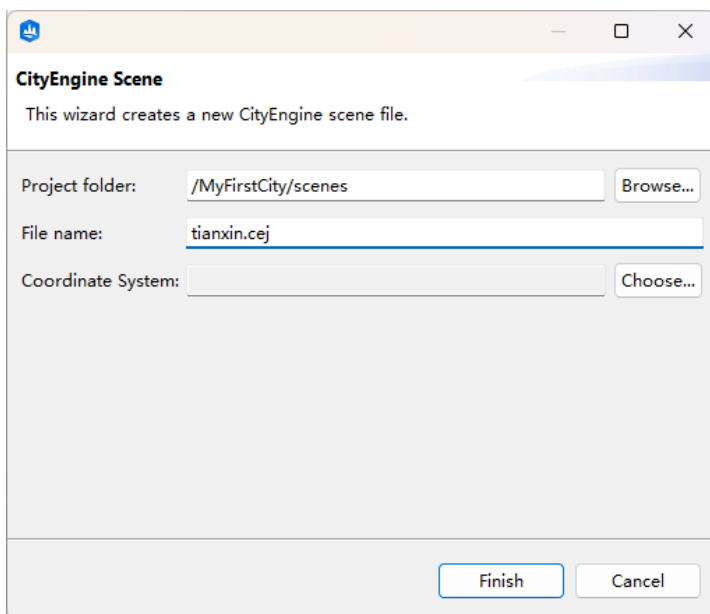 CityEngine Scene
This wizard creates a new CityEngine scene file.
Project folder: /MyFirstCity/scenes Browse...
File name: tianxin.cej
Coordinate System: Choose...
Finish Cancel